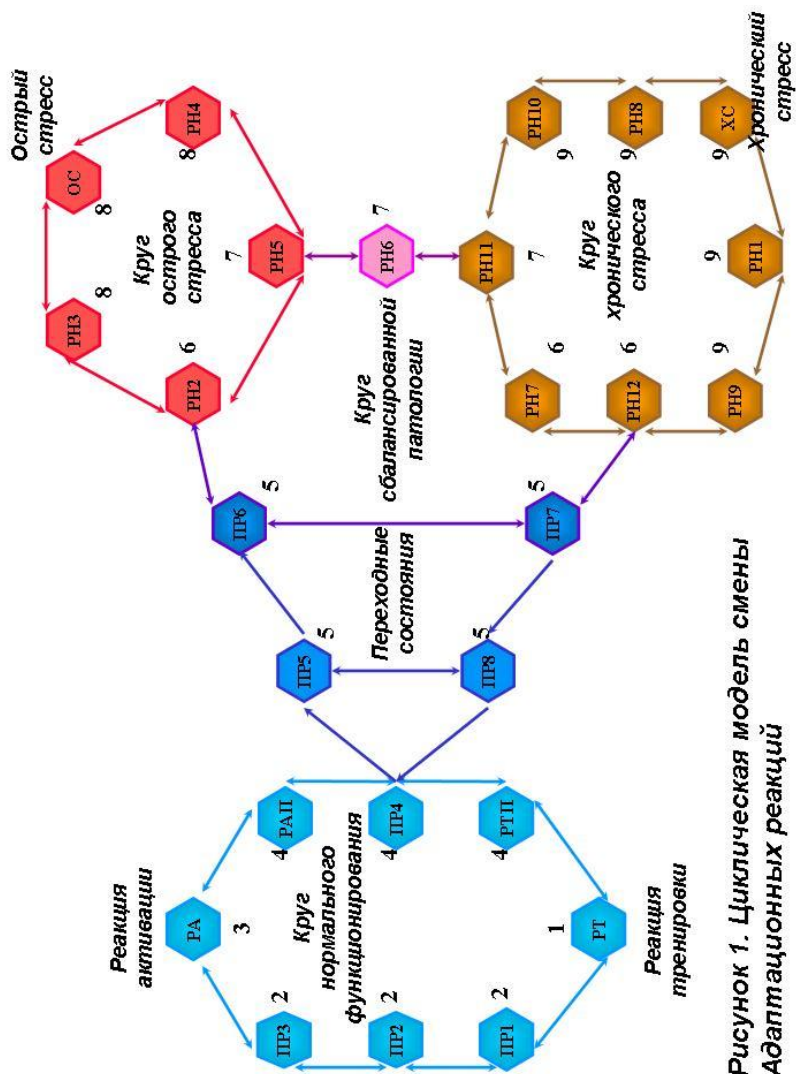 Реакция
активации
РА
3
ПР3
2
РАП
4
Круг
нормального
функционирования
ПР2
2
ПР4
4
ПР1
2
РТП
4
РТ
1
Реакция
тренировки
ПР5
5
Переходные
состояния
ПР8
5
ПР6
5
ПР7
5
Острый
стресс
ОС
8
РН3
8
РН4
8
Круг
острого
стресса
РН2
6
РН5
7
РН6
7
Круг
сбалансированной
патологии
РН11
7
РН7
6
РН10
9
Круг
хронического
стресса
РН12
6
РН8
9
РН9
9
РН1
9
ХС
9
Хронический
стресс
Рисунок 1. Циклическая модель смены
Адаптационных реакций